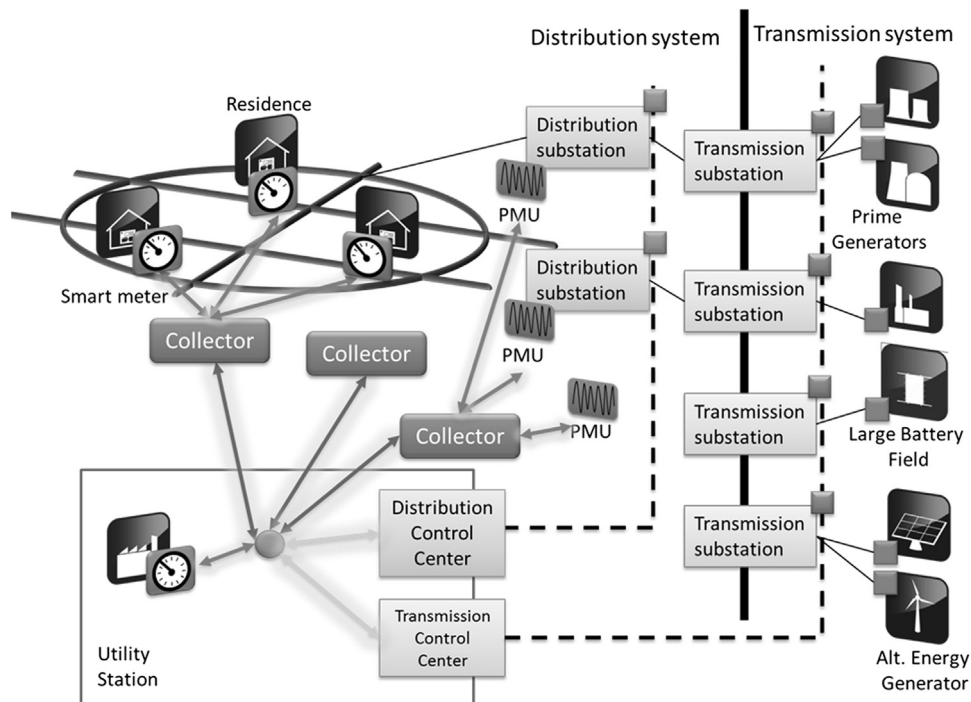 Distribution system
Transmission system
Residence
Distribution
substation
Transmission
substation
PMU
Prime
Generators
Smart meter
Distribution
substation
Transmission
substation
Collector
Collector
PMU
Transmission
substation
Collector
PMU
Large Battery
Field
Distribution
Control
Center
Transmission
substation
Transmission
Control
Center
Utility
Station
Alt. Energy
Generator